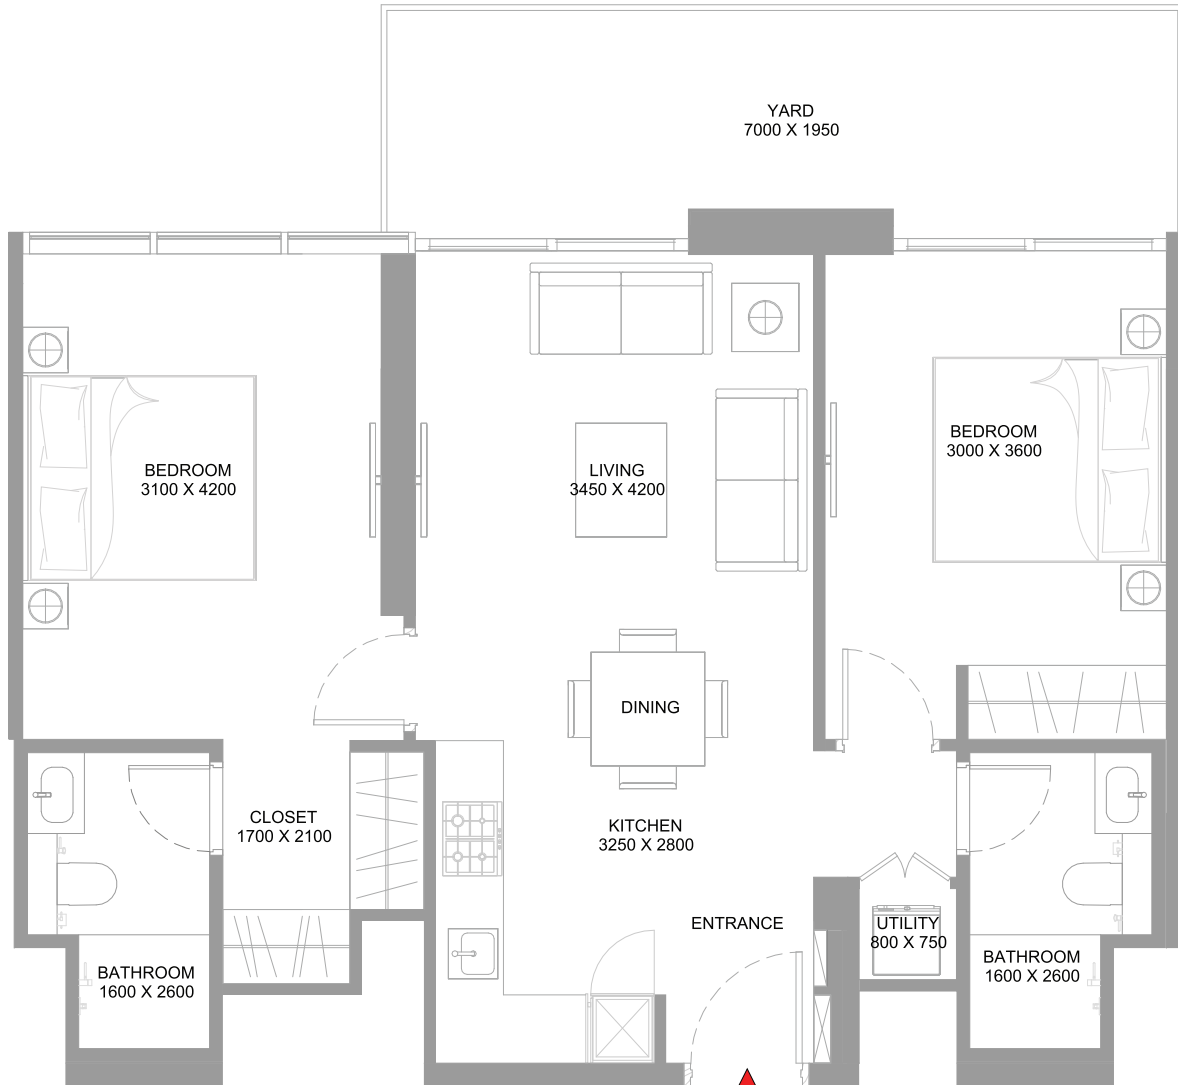 YARD
7000 X 1950
BEDROOM
3100 X 4200
LIVING
3450 X 4200
BEDROOM
3000 X 3600
DINING
CLOSET
1700 X 2100
KITCHEN
3250 X 2800
ENTRANCE
UTILITY
800 X 750
BATHROOM
1600 X 2600
BATHROOM
1600 X 2600